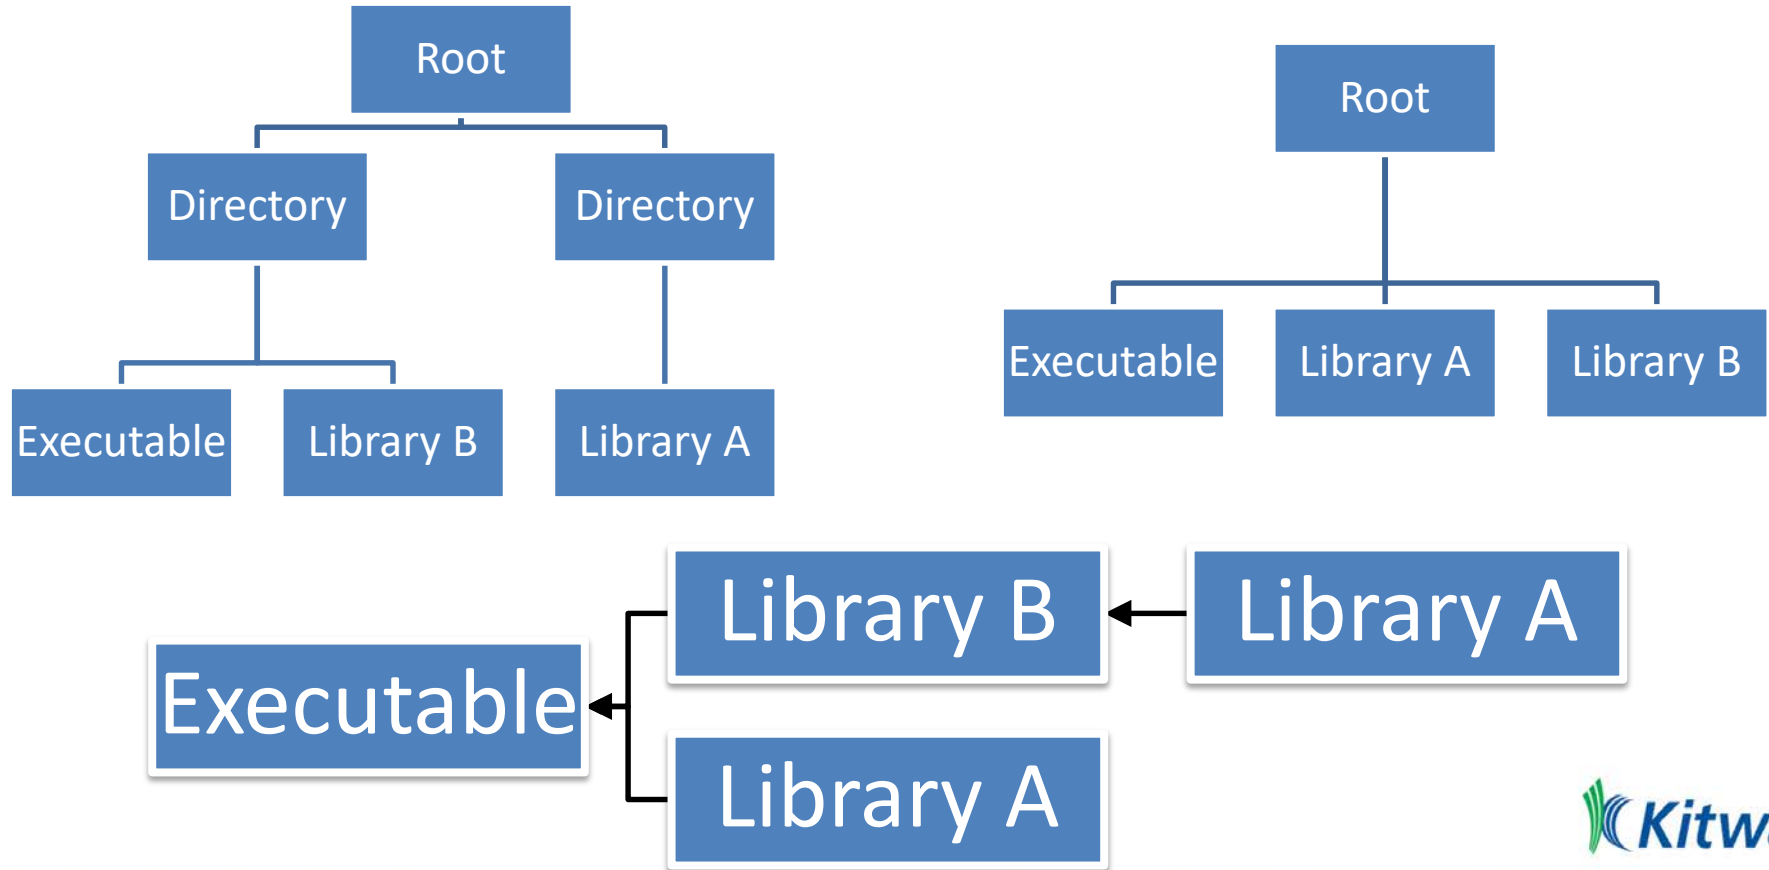 Root
Directory
Directory
Executable
Library B
Library A
Root
Executable
Library A
Library B
Library B
Library A
Executable
Library A